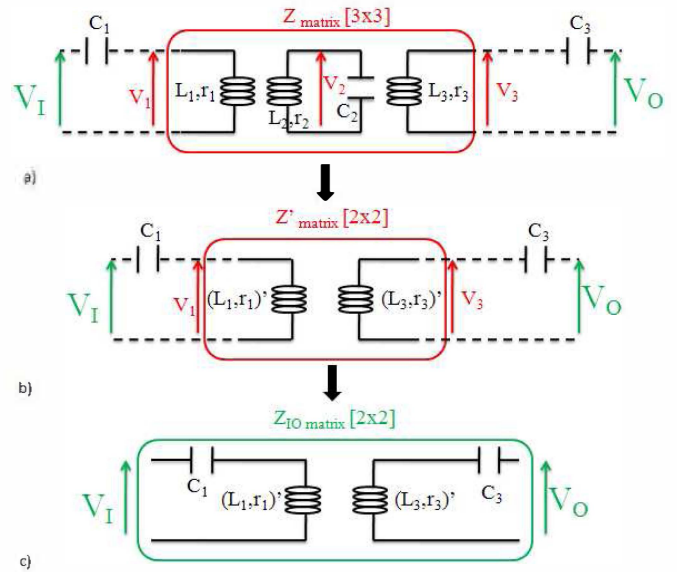 Z matrix [3x3]
C1 C3
VI V1 L1,r1 L2,r2 V2 C2 L3,r3 V3 VO
a)
Z' matrix [2x2]
C1 C3
VI V1 (L1,r1)' (L3,r3)' V3 VO
b)
ZIO matrix [2x2]
VI C1 (L1,r1)' (L3,r3)' C3 VO
c)